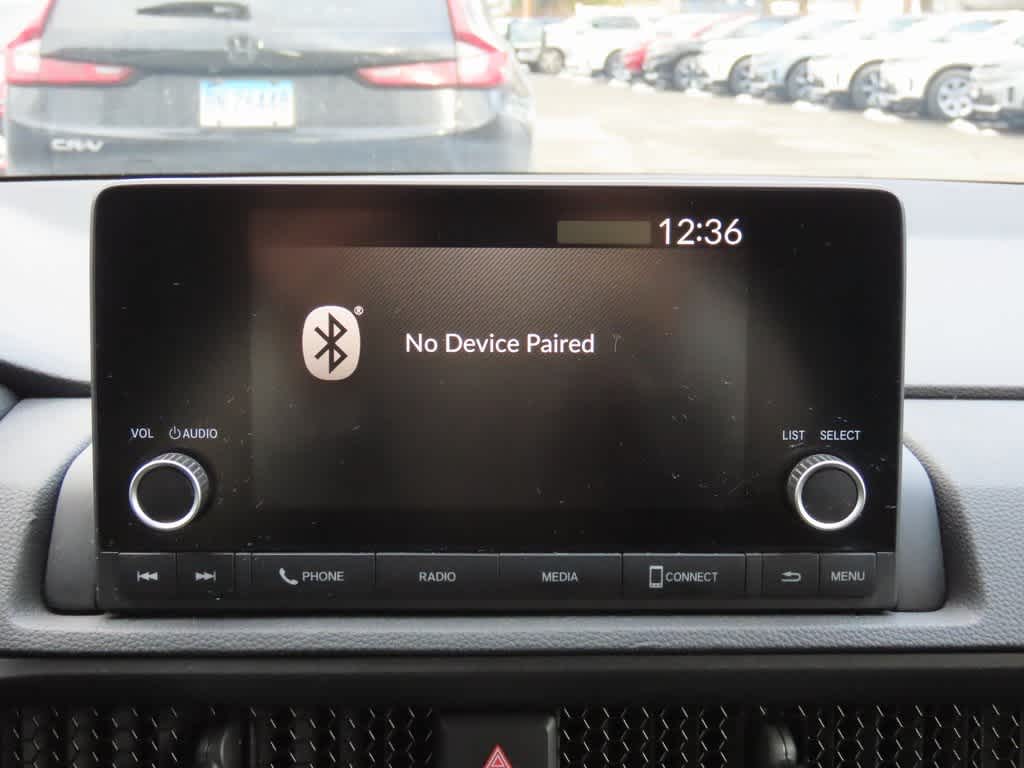 CR-V
12:36
®
No Device Paired
VOL AUDIO
LIST SELECT
PHONE
RADIO
MEDIA
CONNECT
MENU